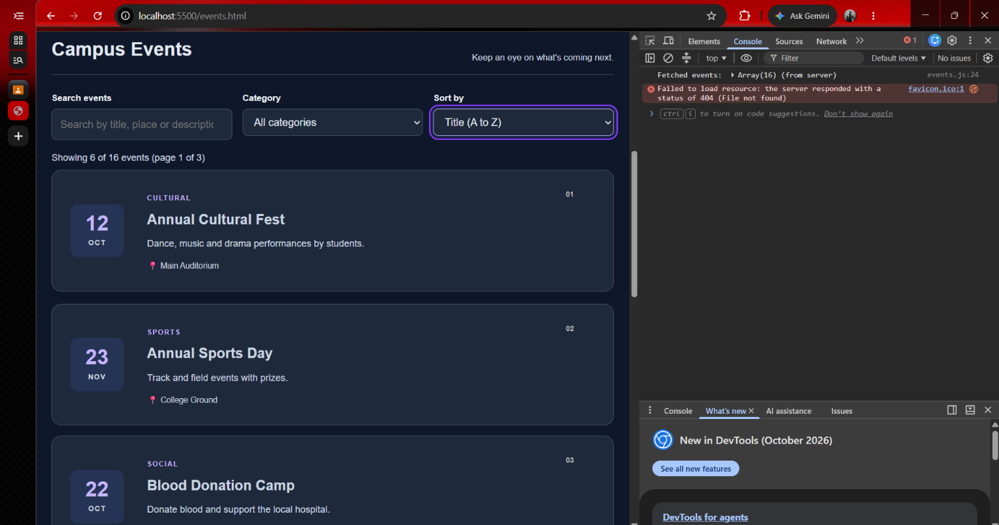 localhost:5500/events.html
Ask Gemini
Campus Events
Keep an eye on what's coming next.
Search events
Category
Sort by
Search by title, place or descriptic
All categories
Title (A to Z)
Showing 6 of 16 events (page 1 of 3)
12
OCT
CULTURAL
01
Annual Cultural Fest
Dance, music and drama performances by students.
Main Auditorium
23
NOV
SPORTS
02
Annual Sports Day
Track and field events with prizes.
College Ground
22
OCT
SOCIAL
03
Blood Donation Camp
Donate blood and support the local hospital.
Elements
Console
Sources
Network
1
top
Filter
Default levels
No issues
Fetched events: Array(16) (from server)
events.js:24
Failed to load resource: the server responded with a
status of 404 (File not found)
favicon.ico:1
ctrl i to turn on code suggestions. Don't show again
Console
What's new
AI assistance
Issues
New in DevTools (October 2026)
See all new features
DevTools for agents